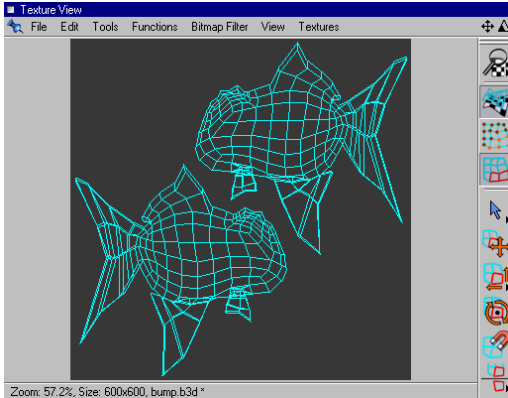 Texture View
File Edit Tools Functions Bitmap Filter View Textures
Zoom: 57.2%, Size: 600x600, bump.b3d *